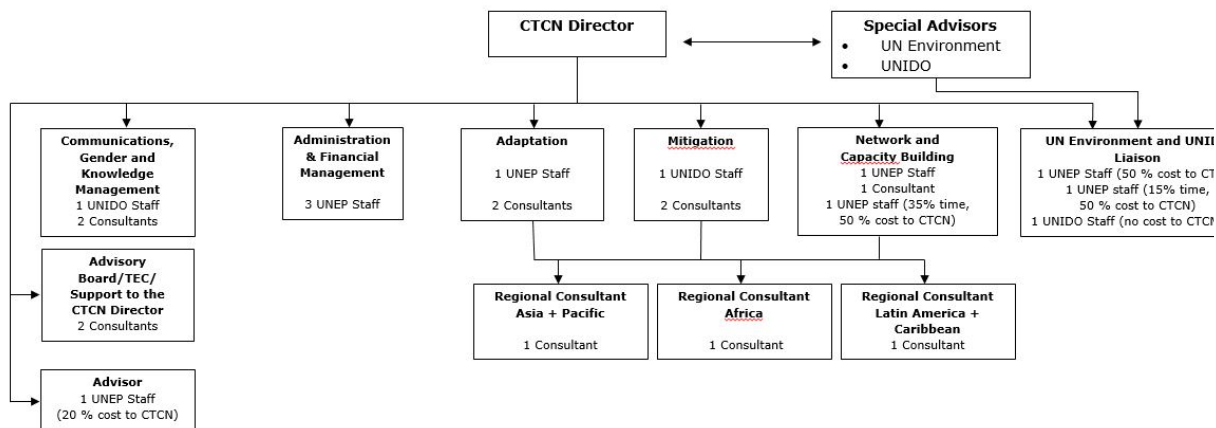 CTCN Director
Special Advisors
• UN Environment
• UNIDO
Communications,
Gender and
Knowledge
Management
1 UNIDO Staff
2 Consultants
Administration
& Financial
Management
3 UNEP Staff
Adaptation
1 UNEP Staff
2 Consultants
Mitigation
1 UNIDO Staff
2 Consultants
Network and
Capacity Building
1 UNEP Staff
1 Consultant
1 UNEP staff (35% time,
50 % cost to CTCN)
UN Environment and UNID
Liaison
1 UNEP Staff (50 % cost to CT
1 UNEP staff (15% time,
50 % cost to CTCN)
1 UNIDO Staff (no cost to CTCN
Advisory
Board/TEC/
Support to the
CTCN Director
2 Consultants
Regional Consultant
Asia + Pacific
1 Consultant
Regional Consultant
Africa
1 Consultant
Regional Consultant
Latin America +
Caribbean
1 Consultant
Advisor
1 UNEP Staff
(20 % cost to CTCN)